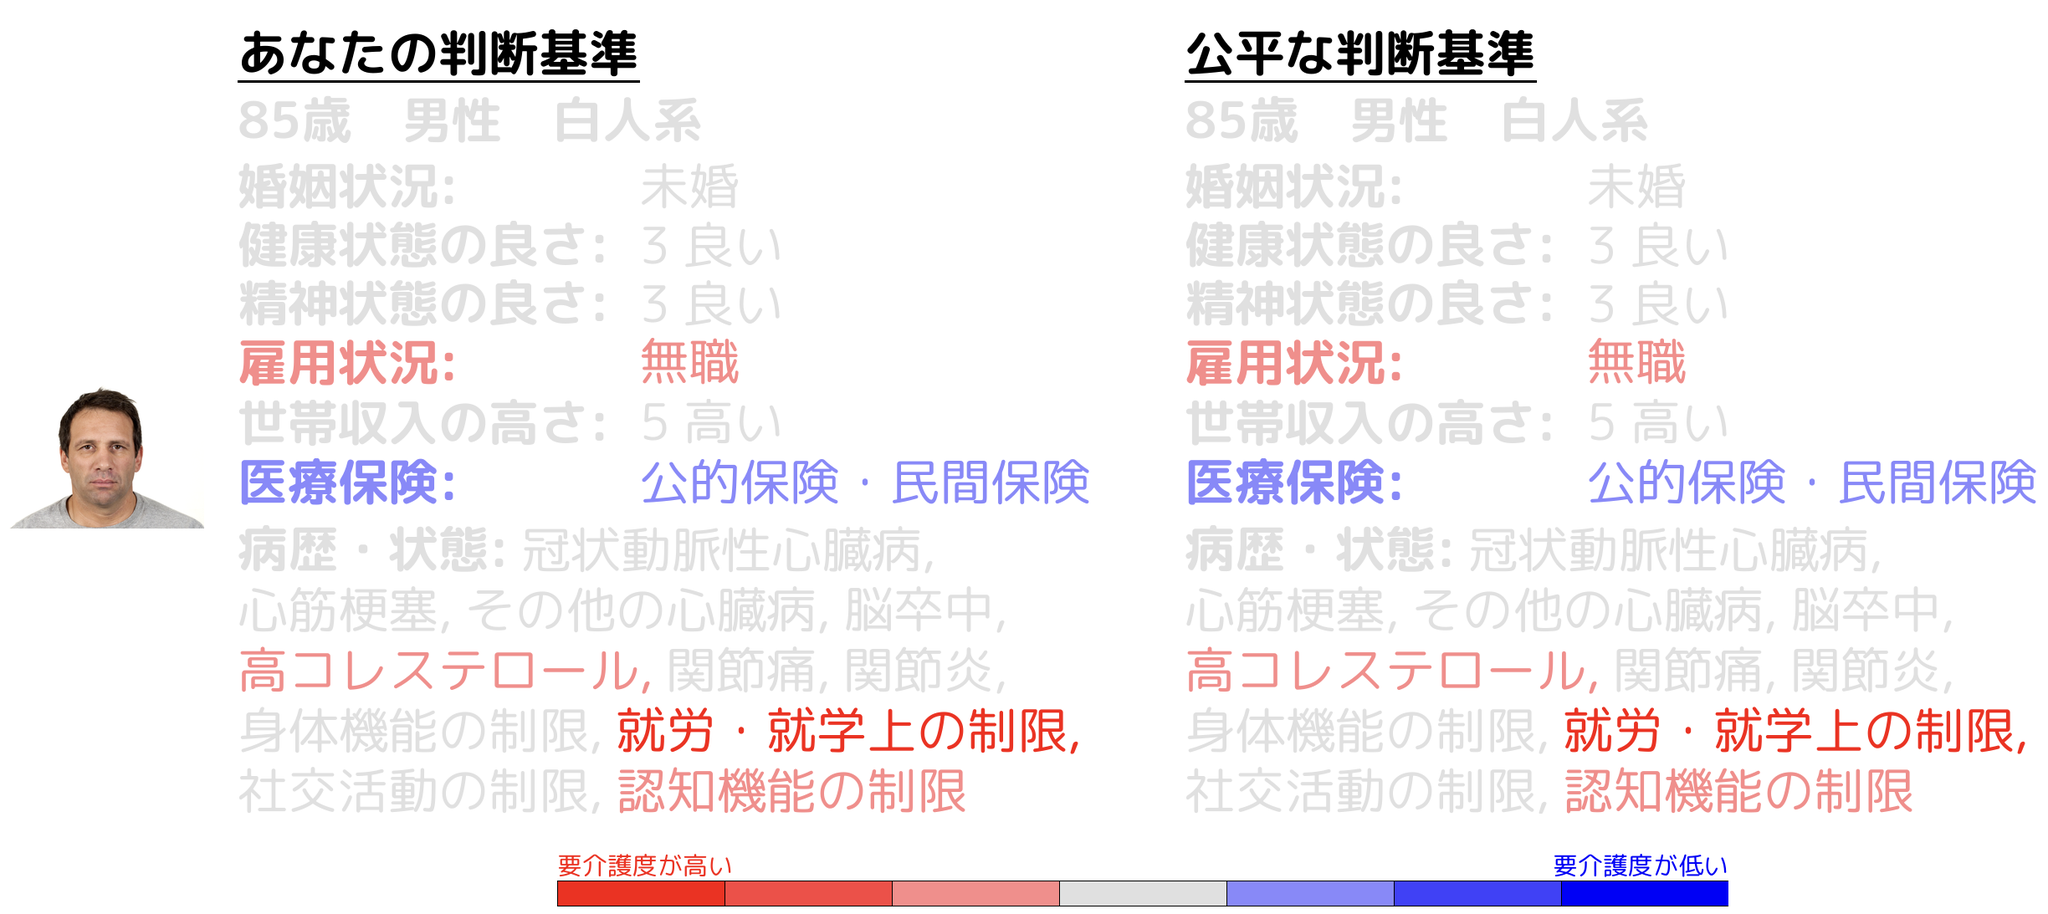 あなたの判断基準
85歳　男性　白人系
婚姻状況: 未婚
健康状態の良さ: 3 良い
精神状態の良さ: 3 良い
雇用状況: 無職
世帯収入の高さ: 5 高い
医療保険: 公的保険・民間保険
病歴・状態: 冠状動脈性心臓病,
心筋梗塞, その他の心臓病, 脳卒中,
高コレステロール, 関節痛, 関節炎,
身体機能の制限, 就労・就学上の制限,
社交活動の制限, 認知機能の制限
公平な判断基準
85歳　男性　白人系
婚姻状況: 未婚
健康状態の良さ: 3 良い
精神状態の良さ: 3 良い
雇用状況: 無職
世帯収入の高さ: 5 高い
医療保険: 公的保険・民間保険
病歴・状態: 冠状動脈性心臓病,
心筋梗塞, その他の心臓病, 脳卒中,
高コレステロール, 関節痛, 関節炎,
身体機能の制限, 就労・就学上の制限,
社交活動の制限, 認知機能の制限
要介護度が高い
要介護度が低い